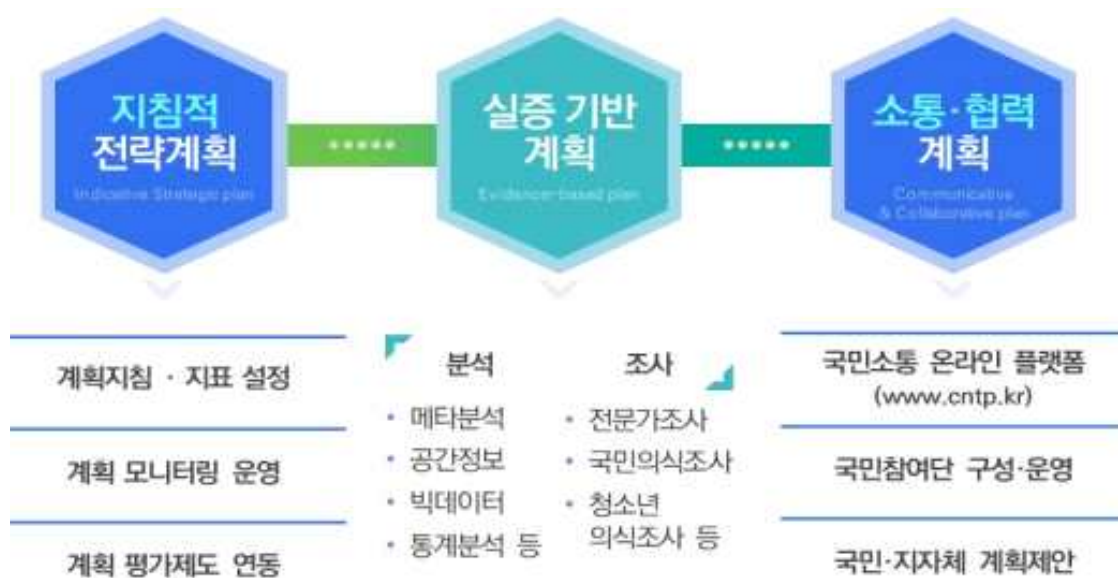 지침적
전략계획
Indicative Strategic plan
실증 기반
계획
Evidence-based plan
소통·협력
계획
Communicative
& Collaborative plan
계획지침 · 지표 설정
계획 모니터링 운영
계획 평가제도 연동
분석
• 메타분석
• 공간정보
• 빅데이터
• 통계분석 등
조사
• 전문가조사
• 국민의식조사
• 청소년
의식조사 등
국민소통 온라인 플랫폼
(www.cntp.kr)
국민참여단 구성·운영
국민·지자체 계획제안